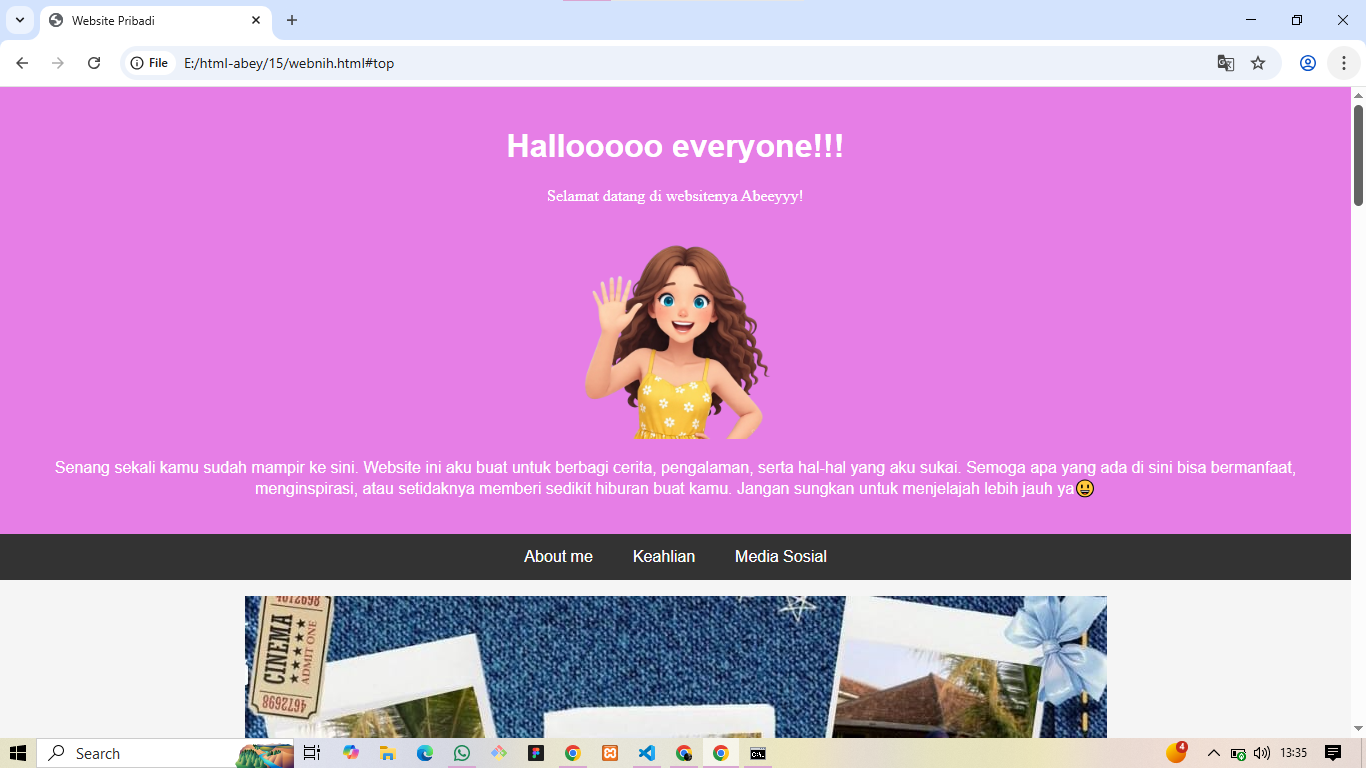 Website Pribadi
File
E:/html-abey/15/webnih.html#top
Hallooooo everyone!!!
Selamat datang di websitenya Abeeyyy!
Senang sekali kamu sudah mampir ke sini. Website ini aku buat untuk berbagi cerita, pengalaman, serta hal-hal yang aku sukai. Semoga apa yang ada di sini bisa bermanfaat,
menginspirasi, atau setidaknya memberi sedikit hiburan buat kamu. Jangan sungkan untuk menjelajah lebih jauh ya😃
About me
Keahlian
Media Sosial
8692104
CINEMA
ADMIT ONE
4672698
Search
4
13:35